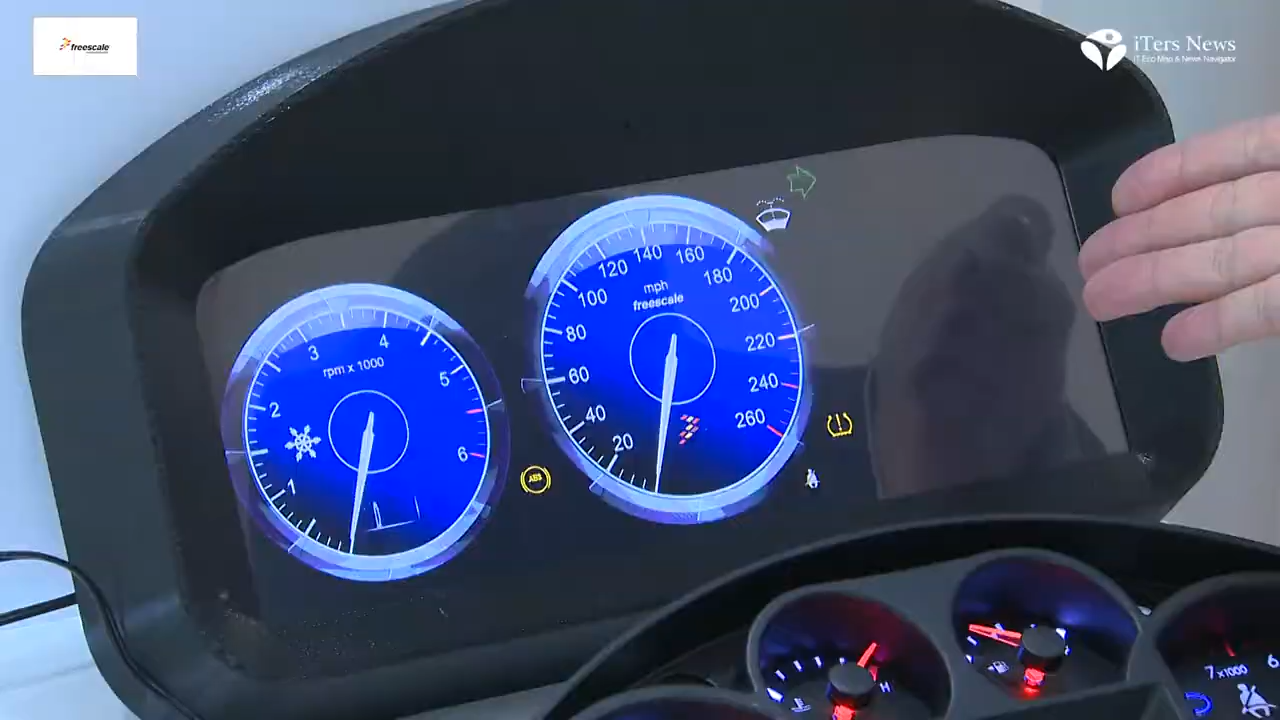 freescale
iTers News
IT Eco Map & News Navigator
120 140 160
100 180
80 200
60 220
40 240
20 260
mph
freescale
3 4
2 5
1 6
rpm x 1000
ABS
H
7 x1000
6